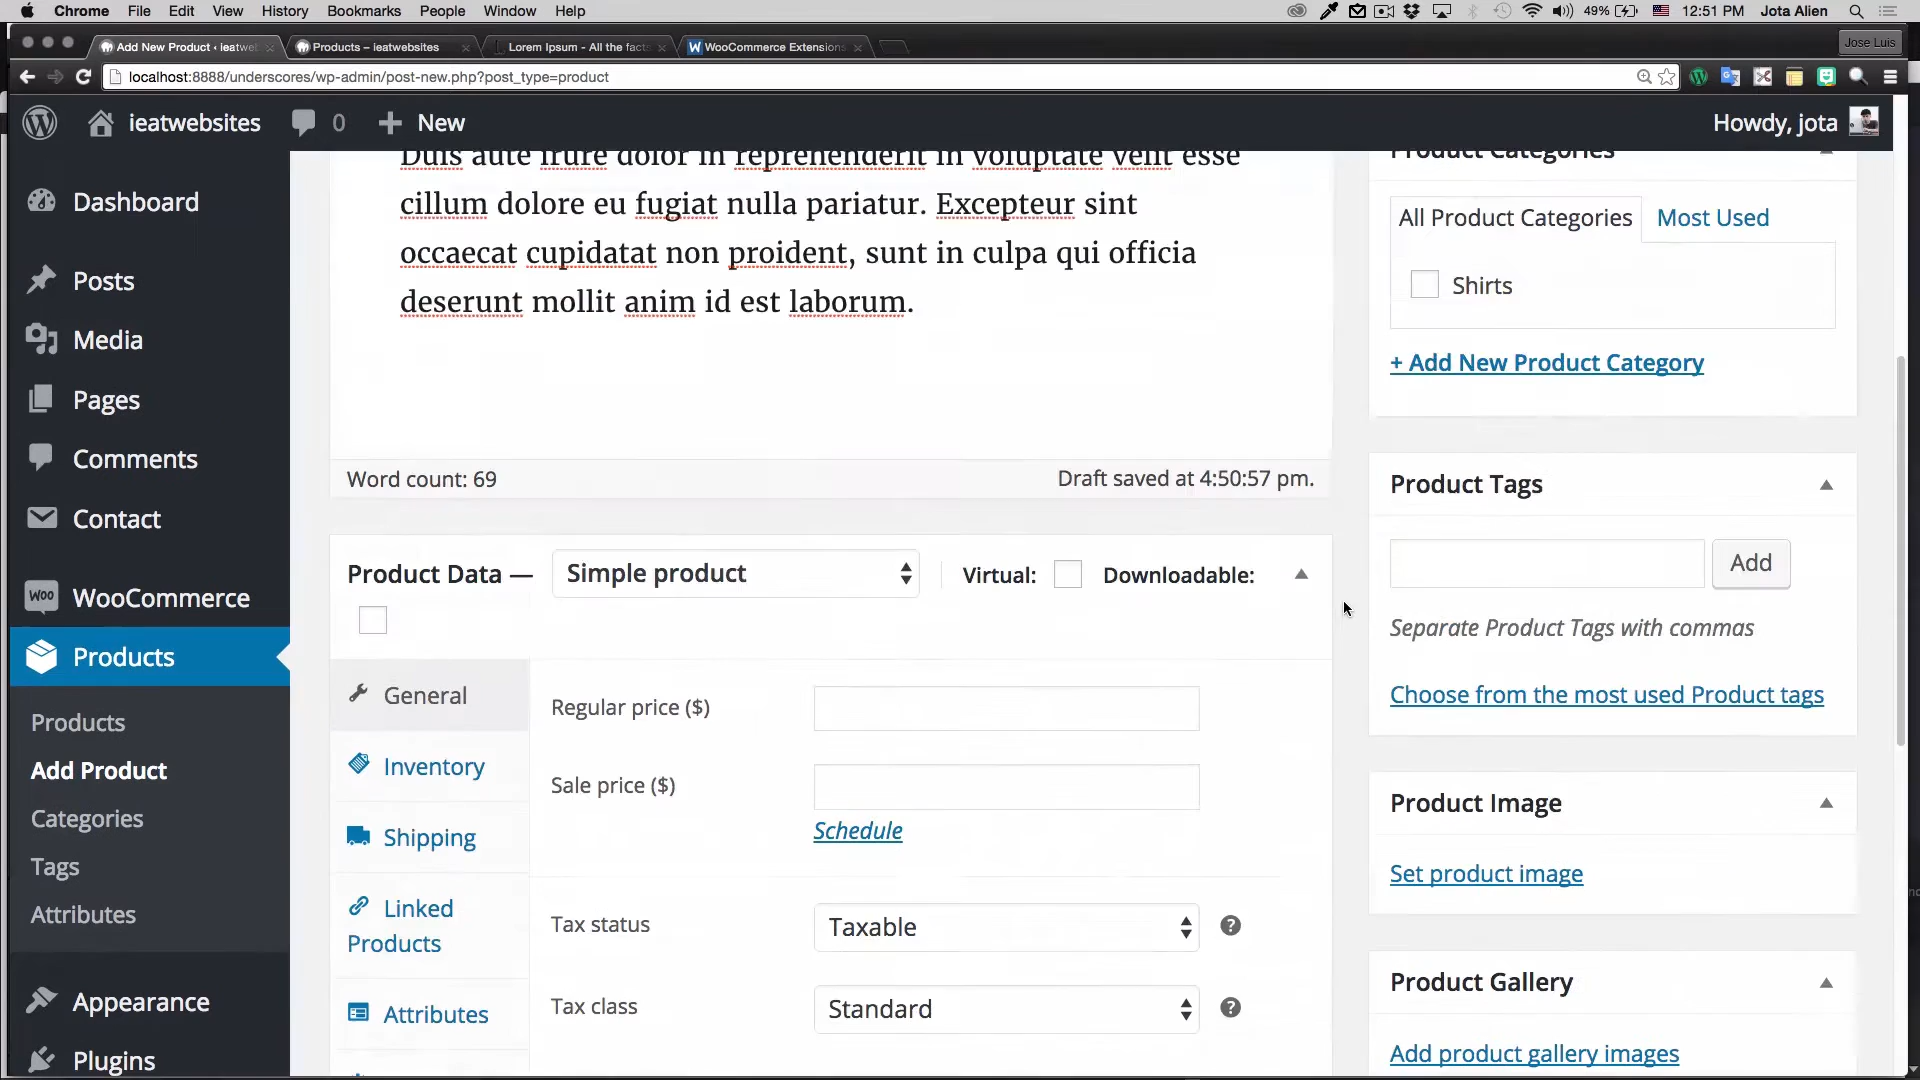 Chrome File Edit View History Bookmarks People Window Help 49% 12:51 PM Jota Alien
Add New Product ‹ ieatwe Products – ieatwebsites Lorem Ipsum - All the fact WooCommerce Extensions Jose Luis
localhost:8888/underscores/wp-admin/post-new.php?post_type=product
ieatwebsites 0 New Howdy, jota
Dashboard
Posts
Media
Pages
Comments
Contact
WooCommerce
Products
Products
Add Product
Categories
Tags
Attributes
Appearance
Plugins
Duis aute irure dolor in reprehenderit in voluptate velit esse
cillum dolore eu fugiat nulla pariatur. Excepteur sint
occaecat cupidatat non proident, sunt in culpa qui officia
deserunt mollit anim id est laborum.
Word count: 69 Draft saved at 4:50:57 pm.
Product Data — Simple product Virtual: Downloadable:
General
Inventory
Shipping
Linked
Products
Attributes
Regular price ($)
Sale price ($)
Schedule
Tax status Taxable ?
Tax class Standard ?
Product Categories
All Product Categories Most Used
Shirts
+ Add New Product Category
Product Tags
Add
Separate Product Tags with commas
Choose from the most used Product tags
Product Image
Set product image
Product Gallery
Add product gallery images